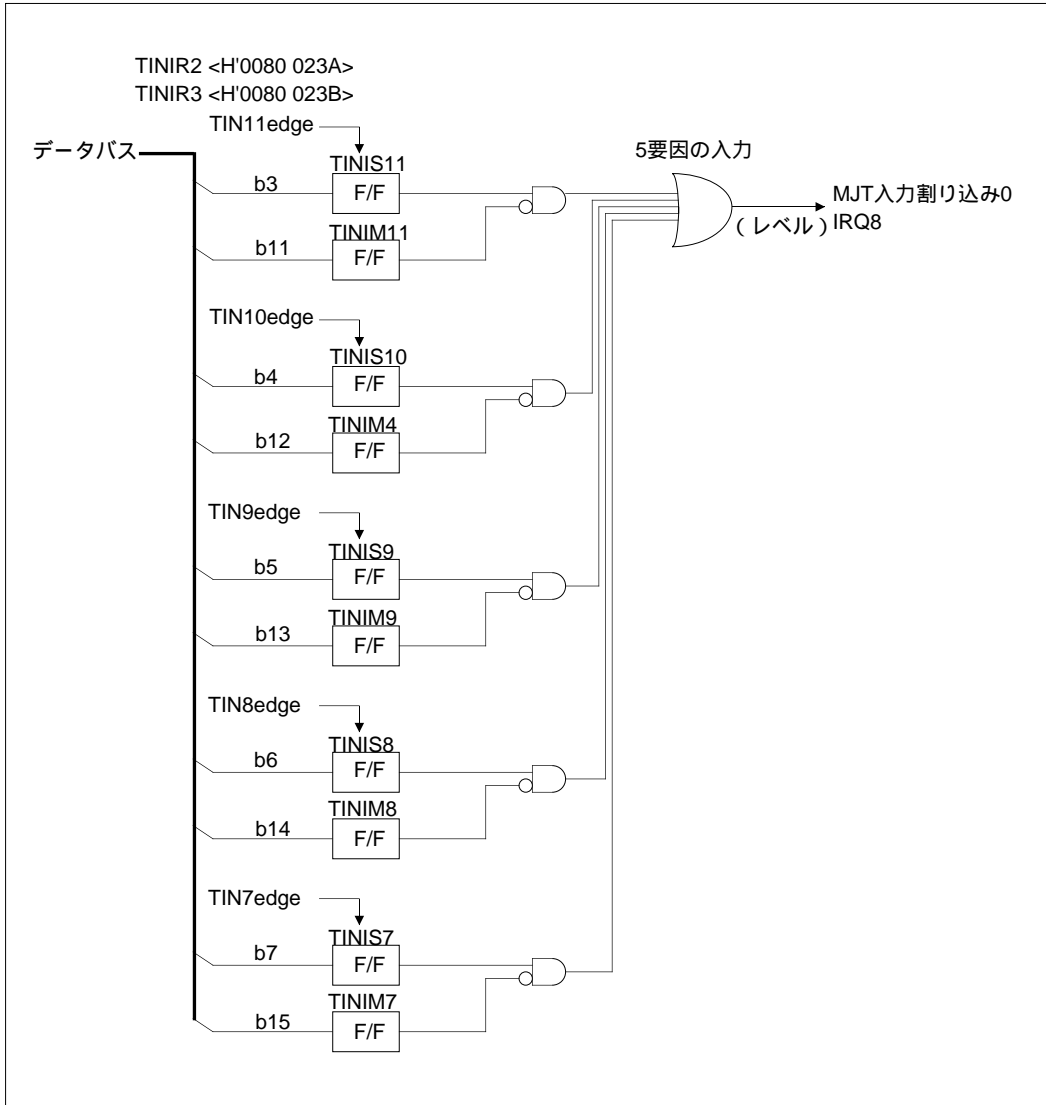 TINIR2 <H'0080 023A>
TINIR3 <H'0080 023B>
TIN11edge
データバス
TINIS11
5要因の入力
b3
F/F
MJT入力割り込み0
(レベル)
IRQ8
TINIM11
b11
F/F
TIN10edge
TINIS10
b4
F/F
TINIM4
b12
F/F
TIN9edge
TINIS9
b5
F/F
TINIM9
b13
F/F
TIN8edge
TINIS8
b6
F/F
TINIM8
b14
F/F
TIN7edge
TINIS7
b7
F/F
TINIM7
b15
F/F